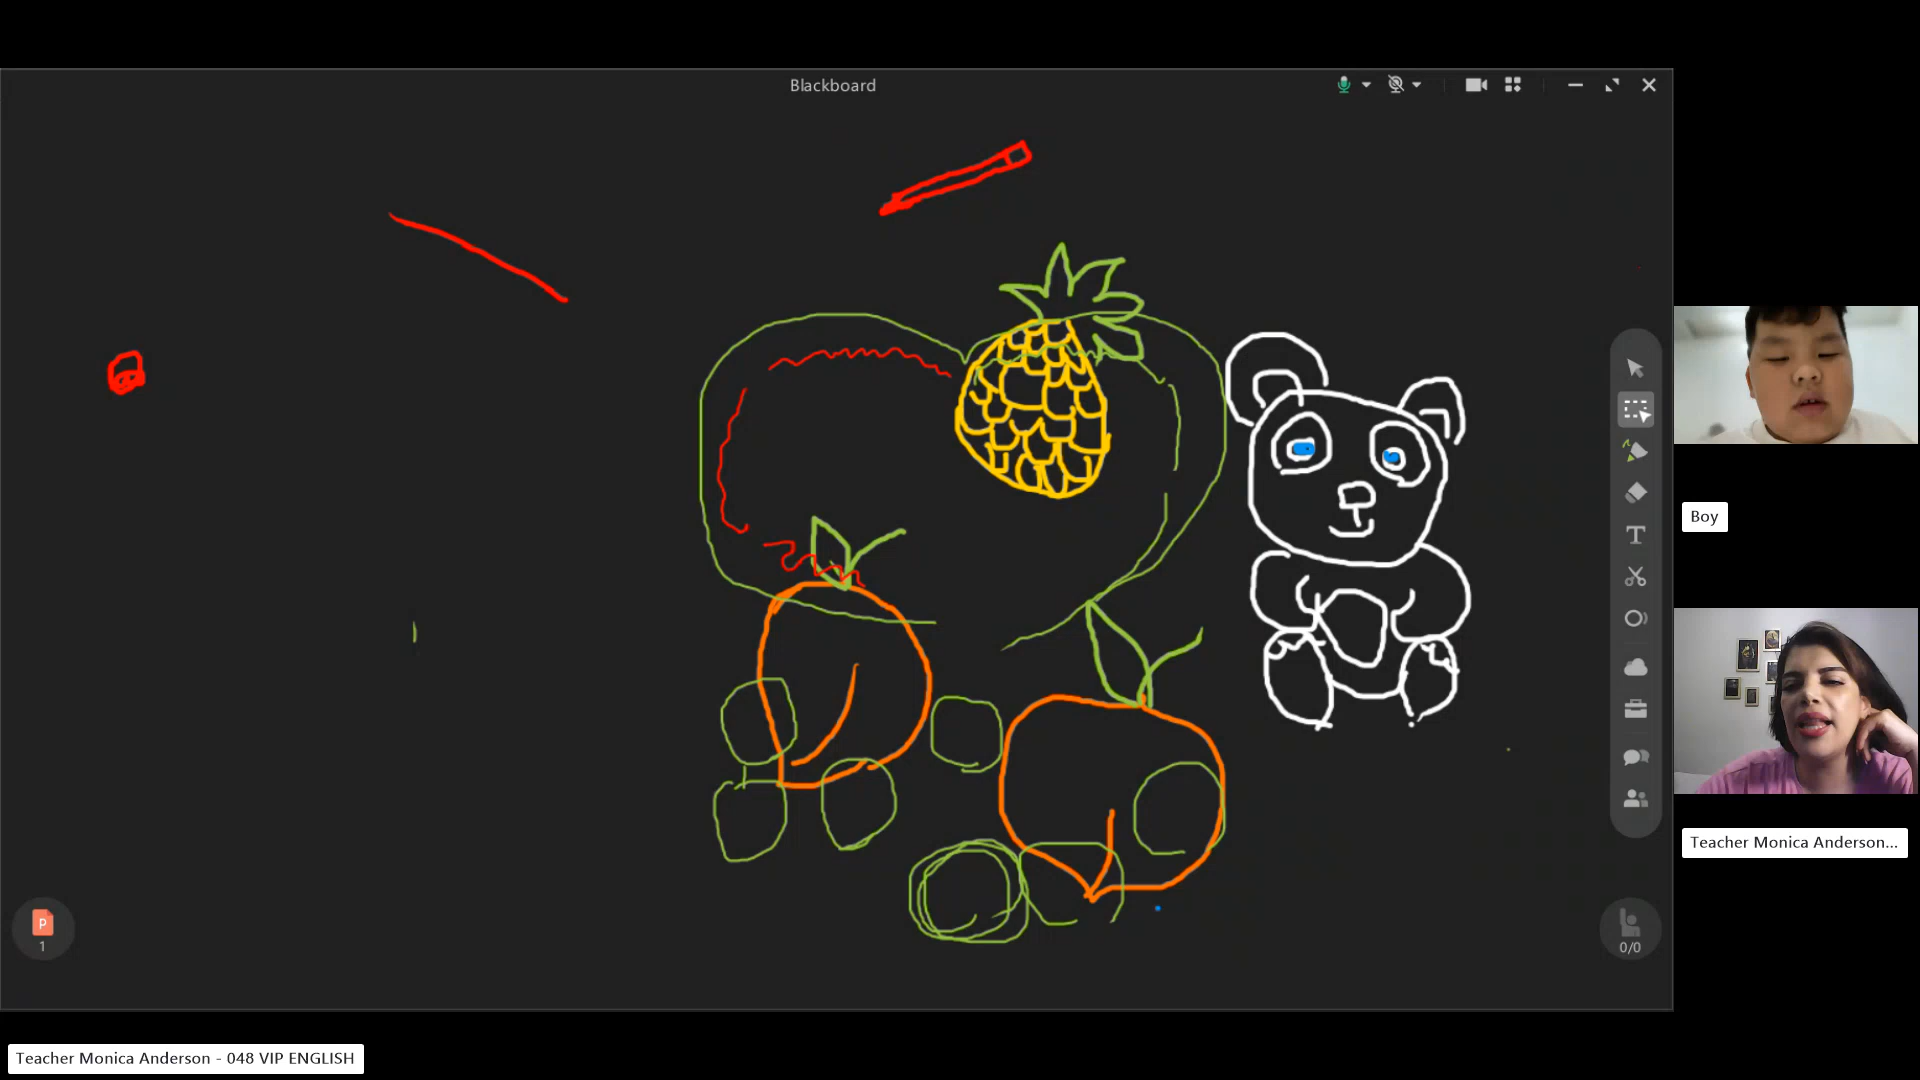 Blackboard
Boy
T
Teacher Monica Anderson...
P
1
0/0
Teacher Monica Anderson - 048 VIP ENGLISH